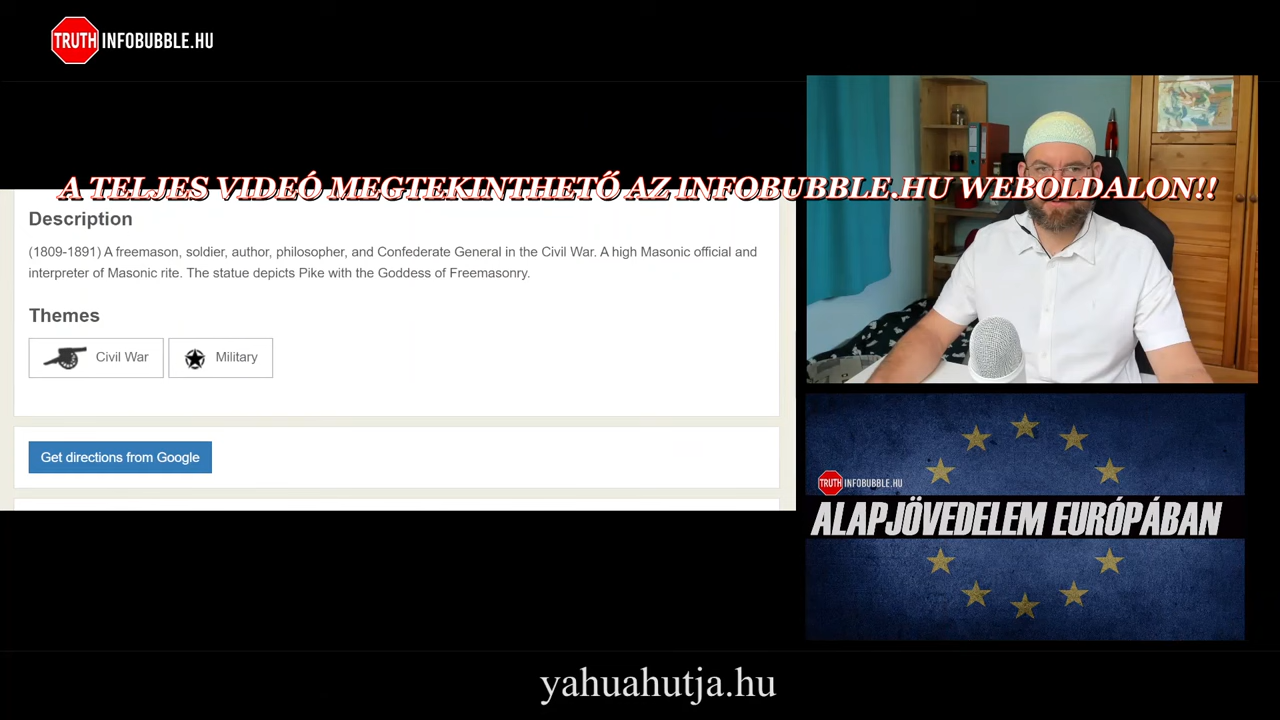 TRUTH INFOBUBBLE.HU
A TELJES VIDEÓ MEGTEKINTHETŐ AZ INFOBUBBLE.HU WEBOLDALON!!
Description
(1809-1891) A freemason, soldier, author, philosopher, and Confederate General in the Civil War. A high Masonic official and
interpreter of Masonic rite. The statue depicts Pike with the Goddess of Freemasonry.
Themes
Civil War Military
Get directions from Google
TRUTH INFOBUBBLE.HU
ALAPJÖVEDELEM EURÓPÁBAN
yahuahutja.hu